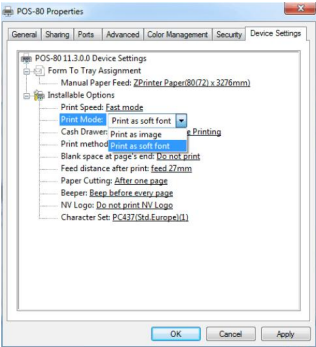 POS-80 Properties
General Sharing Ports Advanced Color Management Security Device Settings
POS-80 11.3.0.0 Device Settings
Form To Tray Assignment
Manual Paper Feed: ZPrinter Paper(80(72) x 3276mm)
Installable Options
Print Speed: Fast mode
Print Mode: Print as soft font
Cash Drawer Print as image e Printing
Print method Print as soft font
Blank space at page's end: Do not print
Feed distance after print: feed 27mm
Paper Cutting: After one page
Beeper: Beep before every page
NV Logo: Do not print NV Logo
Character Set: PC437(Std.Europe)(1)
OK Cancel Apply